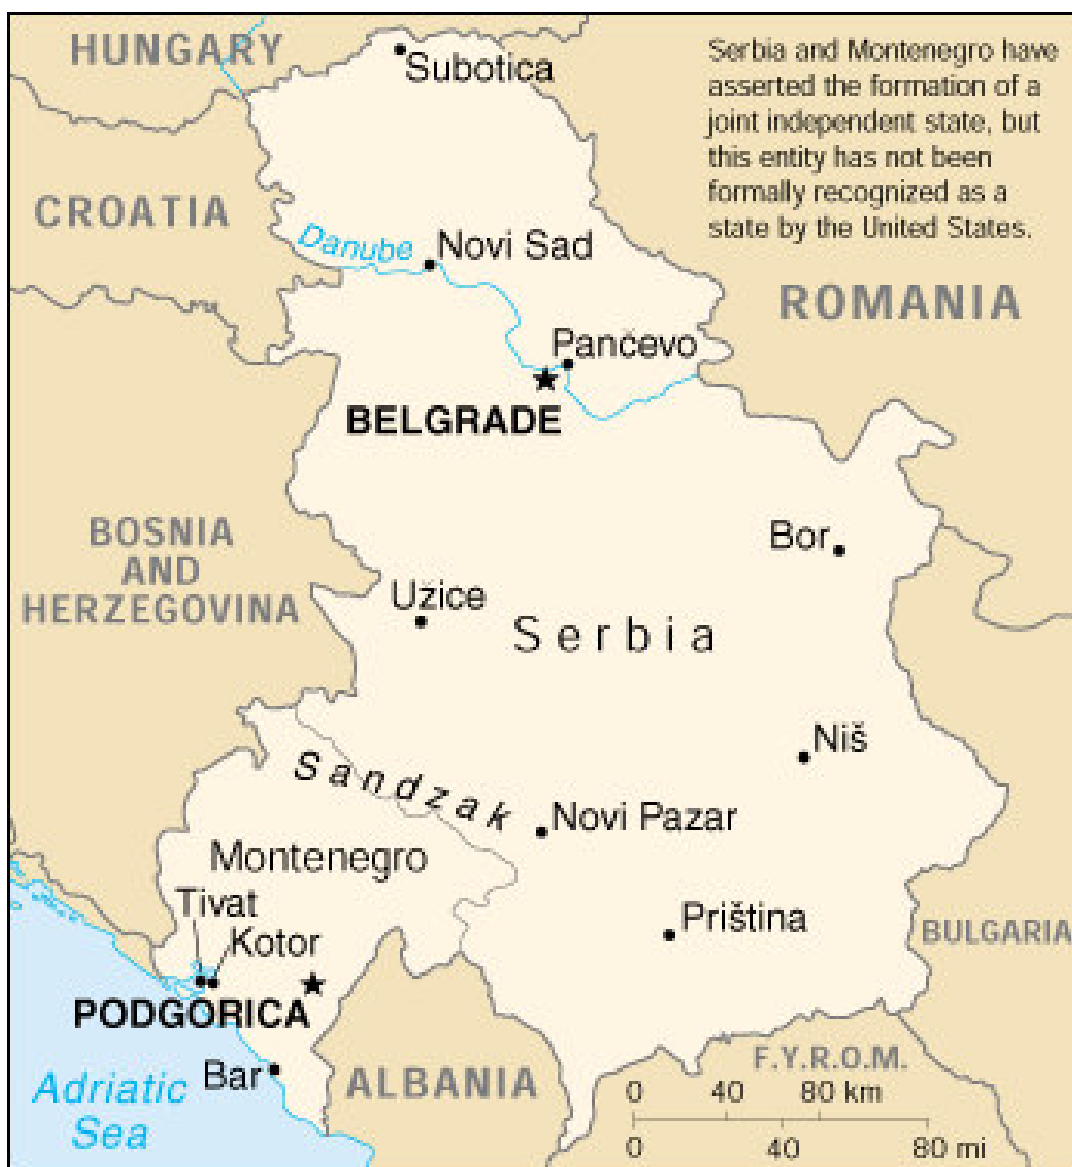 HUNGARY
Subotica
Serbia and Montenegro have
asserted the formation of a
joint independent state, but
this entity has not been
formally recognized as a
state by the United States.
CROATIA
Danube
Novi Sad
ROMANIA
Pančevo
BELGRADE
BOSNIA
AND
HERZEGOVINA
Bor
Užice
Serbia
Niš
Sandzak
Novi Pazar
Montenegro
Tivat
Kotor
Priština
BULGARIA
PODGORICA
Bar
Adriatic
Sea
ALBANIA
F.Y.R.O.M.
0 40 80 km
0 40 80 mi